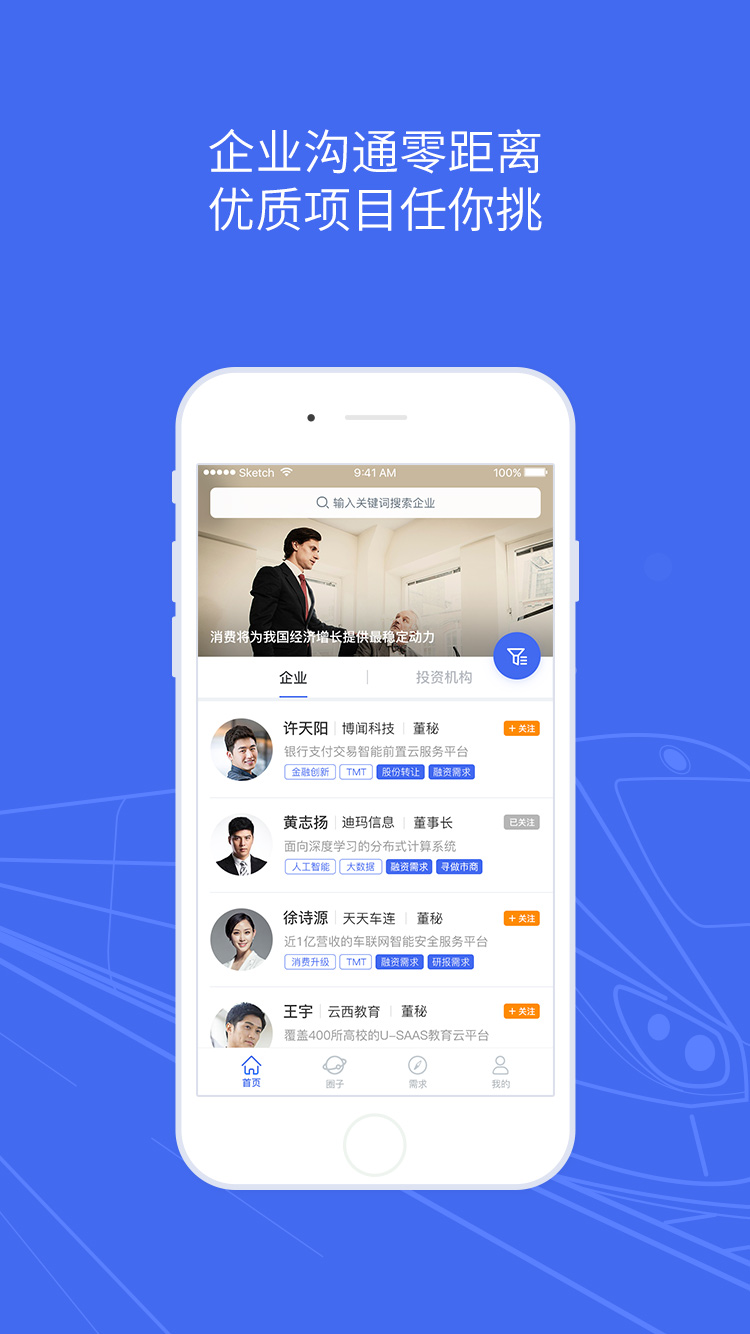 企业沟通零距离
优质项目任你挑
Sketch 9:41 AM 100%
输入关键词搜索企业
消费将为我国经济增长提供最稳定动力
企业 投资机构
许天阳 博闻科技 董秘 + 关注
银行支付交易智能前置云服务平台
金融创新 TMT 股份转让 融资需求
黄志扬 迪玛信息 董事长 已关注
面向深度学习的分布式计算系统
人工智能 大数据 融资需求 寻做市商
徐诗源 天天车连 董秘 + 关注
近1亿营收的车联网智能安全服务平台
消费升级 TMT 融资需求 研报需求
王宇 云西教育 董秘 + 关注
覆盖400所高校的U-SAAS教育云平台
首页 圈子 需求 我的